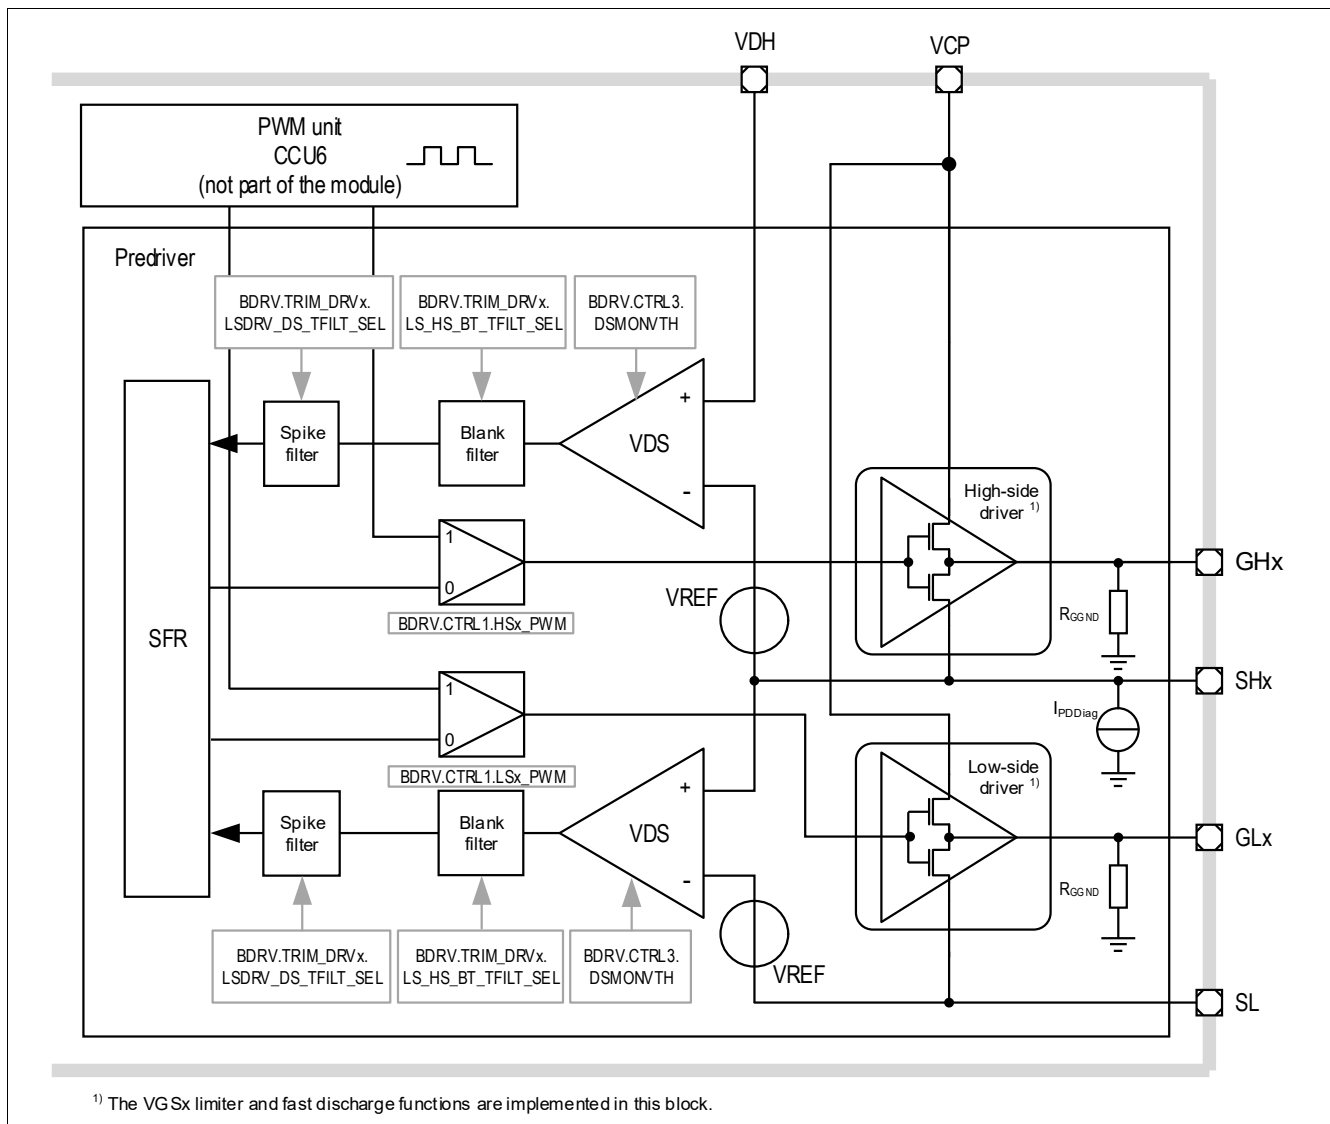 VDH
VCP
PWM unit
CCU6
(not part of the module)
Predriver
BDRV.TRIM_DRVx.
LSDRV_DS_TFILT_SEL
BDRV.TRIM_DRVx.
LS_HS_BT_TFILT_SEL
BDRV.CTRL3.
DSMONVTH
+
Spike
filter
Blank
filter
VDS
-
High-side
driver 1)
1
0
BDRV.CTRL1.HSx_PWM
VREF
RGGND
GHx
SFR
SHx
1
0
BDRV.CTRL1.LSx_PWM
IPDDiag
Low-side
driver 1)
+
Spike
filter
Blank
filter
VDS
-
GLx
RGGND
VREF
BDRV.TRIM_DRVx.
LSDRV_DS_TFILT_SEL
BDRV.TRIM_DRVx.
LS_HS_BT_TFILT_SEL
BDRV.CTRL3.
DSMONVTH
SL
1) The VGSx limiter and fast discharge functions are implemented in this block.